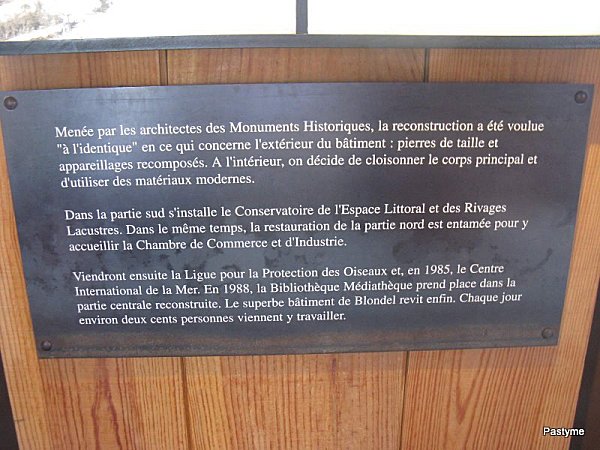 Menée par les architectes des Monuments Historiques, la reconstruction a été voulue
"à l'identique" en ce qui concerne l'extérieur du bâtiment : pierres de taille et
appareillages recomposés. A l'intérieur, on décide de cloisonner le corps principal et
d'utiliser des matériaux modernes.
Dans la partie sud s'installe le Conservatoire de l'Espace Littoral et des Rivages
Lacustres. Dans le même temps, la restauration de la partie nord est entamée pour y
accueillir la Chambre de Commerce et d'Industrie.
Viendront ensuite la Ligue pour la Protection des Oiseaux et, en 1985, le Centre
International de la Mer. En 1988, la Bibliothèque Médiathèque prend place dans la
partie centrale reconstruite. Le superbe bâtiment de Blondel revit enfin. Chaque jour
environ deux cents personnes viennent y travailler.
Pastyme